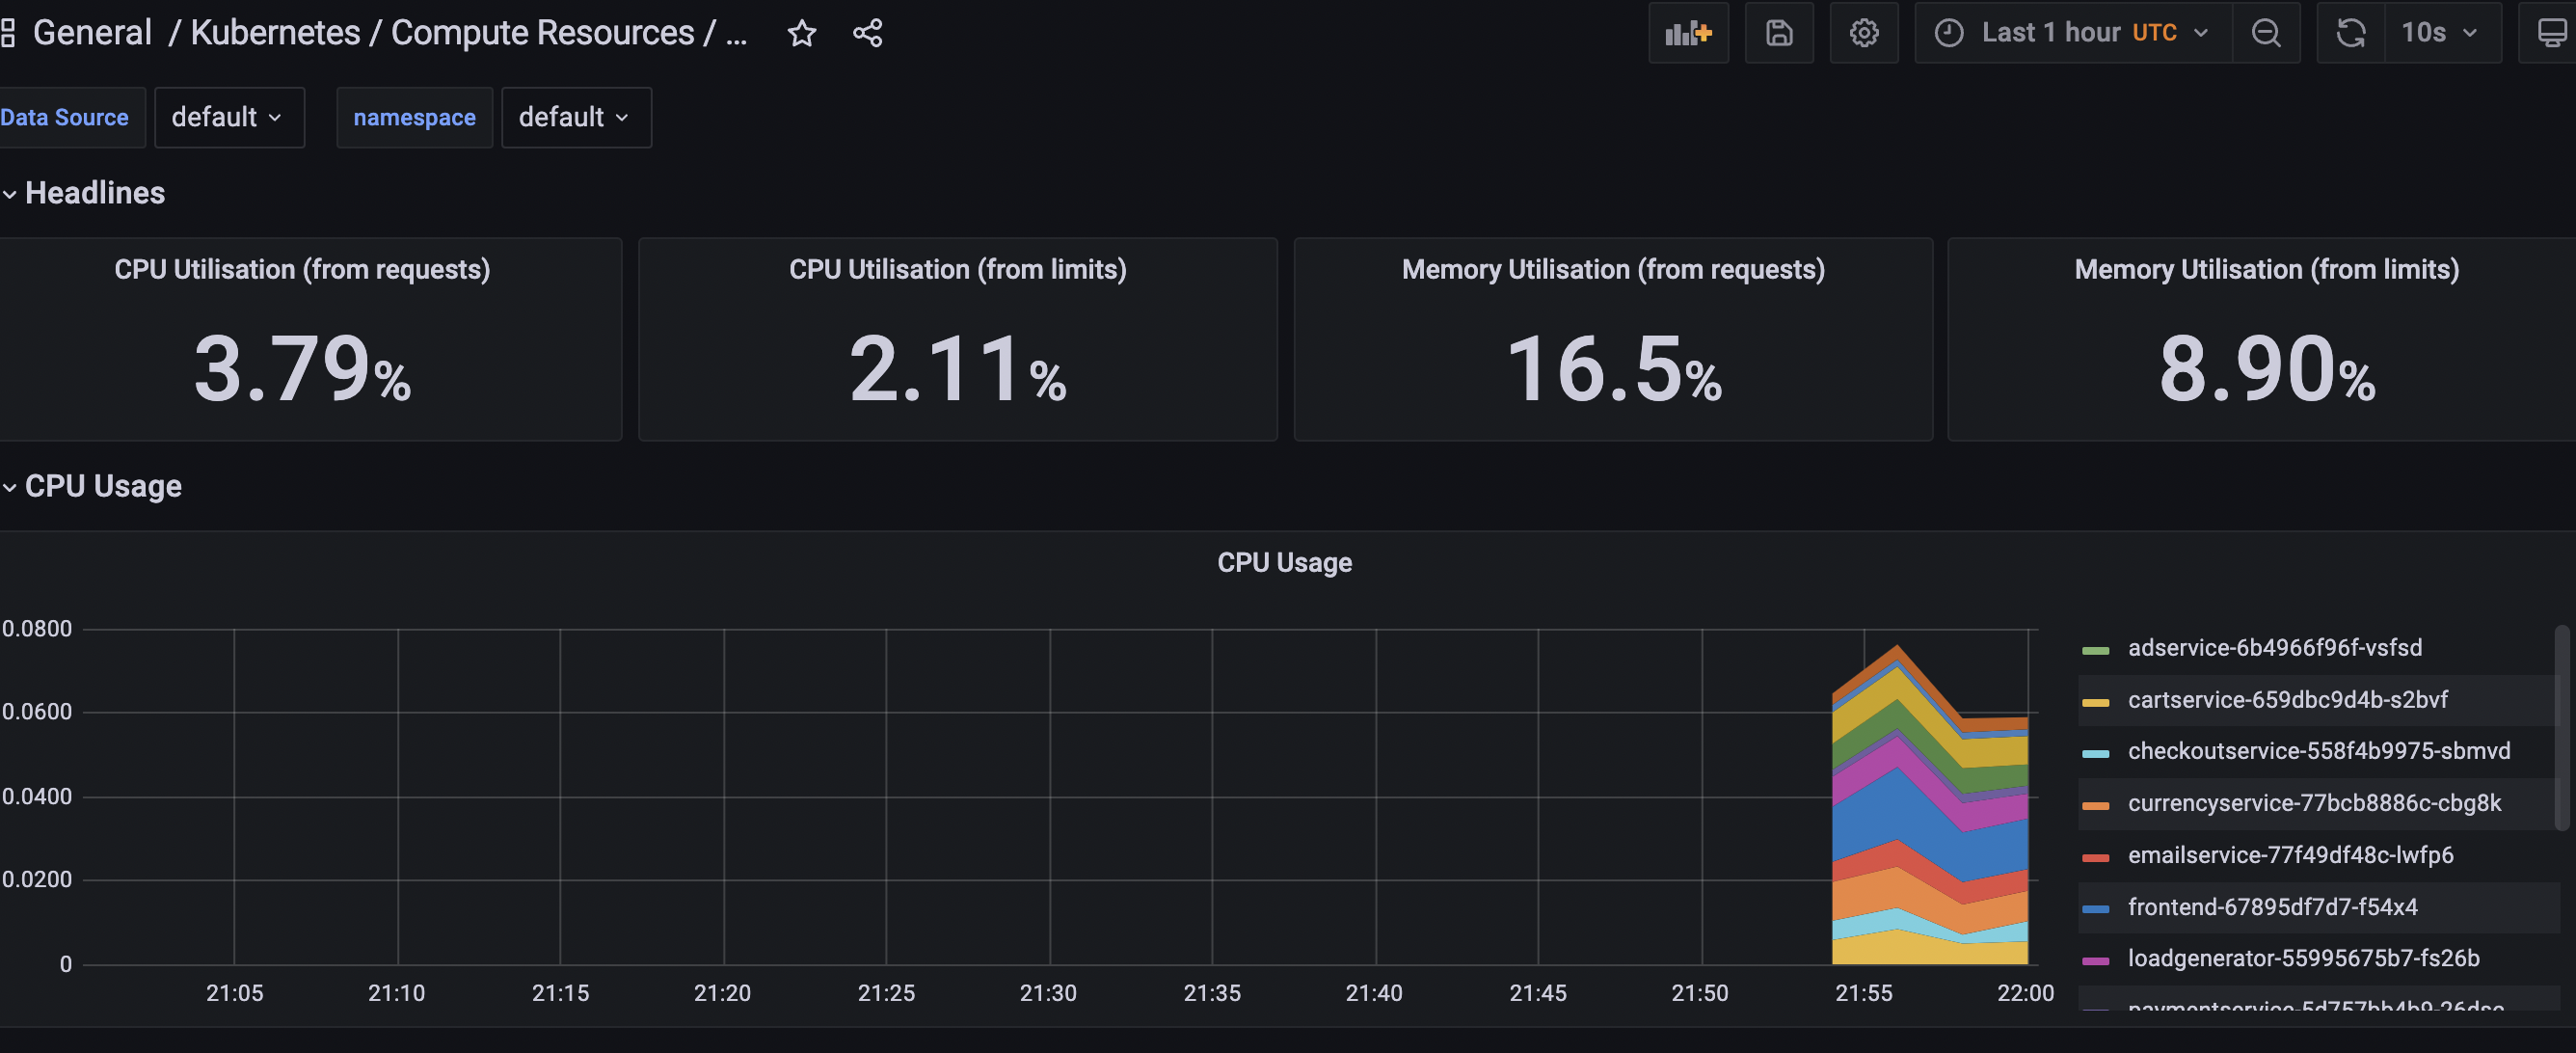 General / Kubernetes / Compute Resources / ...
Last 1 hour UTC
10s
Data Source default namespace default
Headlines
CPU Utilisation (from requests)
3.79%
CPU Utilisation (from limits)
2.11%
Memory Utilisation (from requests)
16.5%
Memory Utilisation (from limits)
8.90%
CPU Usage
CPU Usage
0.0800
0.0600
0.0400
0.0200
0
21:05 21:10 21:15 21:20 21:25 21:30 21:35 21:40 21:45 21:50 21:55 22:00
adservice-6b4966f96f-vsfsd
cartservice-659dbc9d4b-s2bvf
checkoutservice-558f4b9975-sbmvd
currencyservice-77bcb8886c-cbg8k
emailservice-77f49df48c-lwfp6
frontend-67895df7d7-f54x4
loadgenerator-55995675b7-fs26b